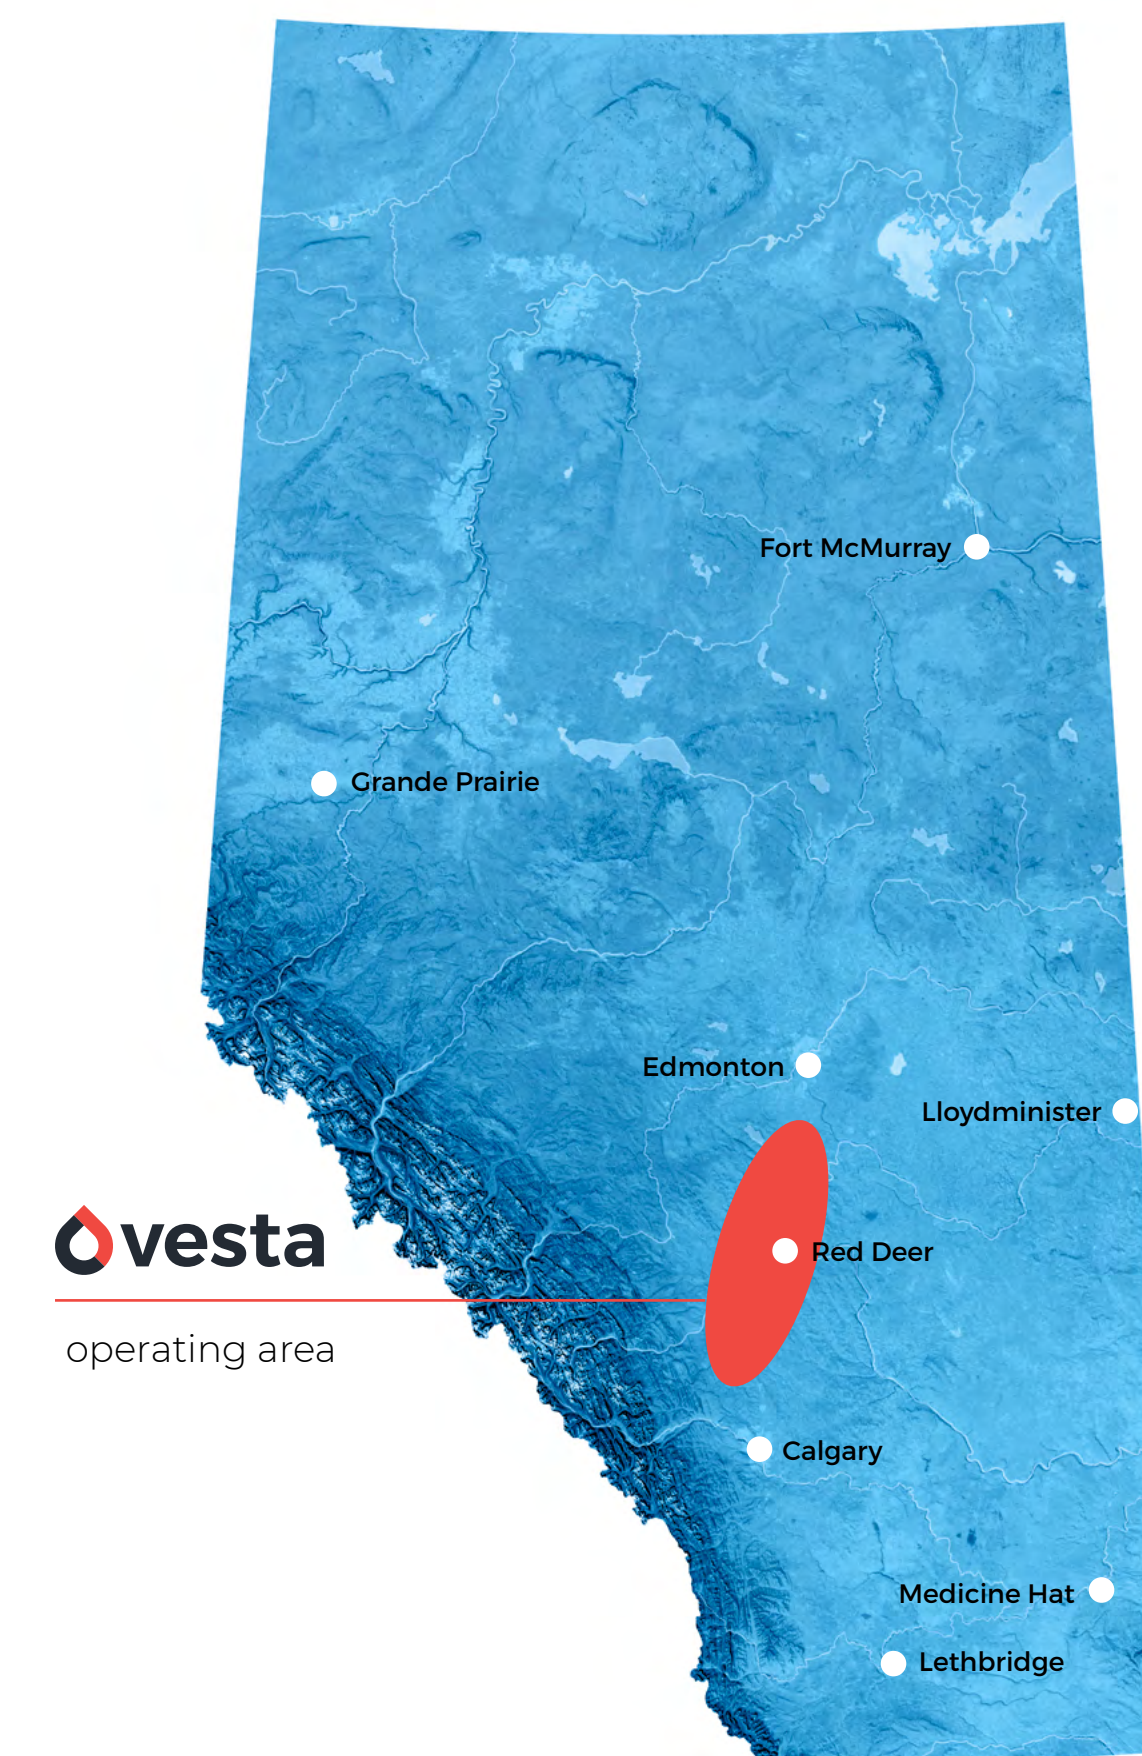 Fort McMurray
Grande Prairie
Edmonton
Lloydminister
vesta
Red Deer
operating area
Calgary
Medicine Hat
Lethbridge